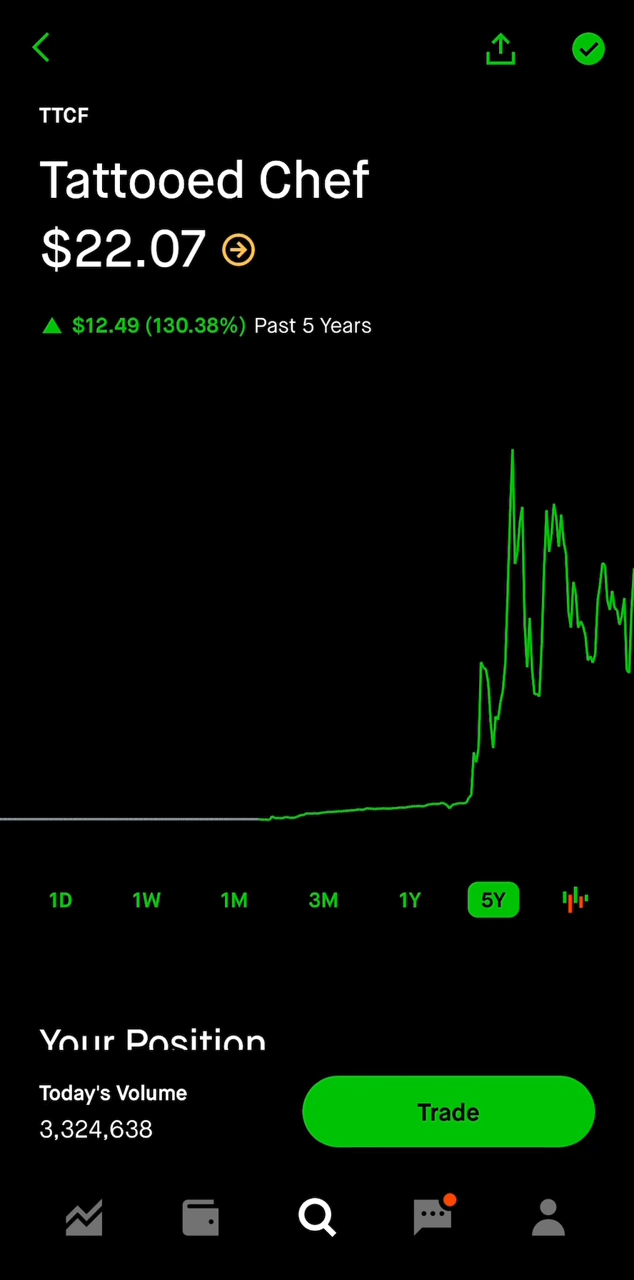 TTCF
Tattooed Chef
$22.07
$12.49 (130.38%) Past 5 Years
1D 1W 1M 3M 1Y 5Y
Your Position
Today's Volume
3,324,638
Trade